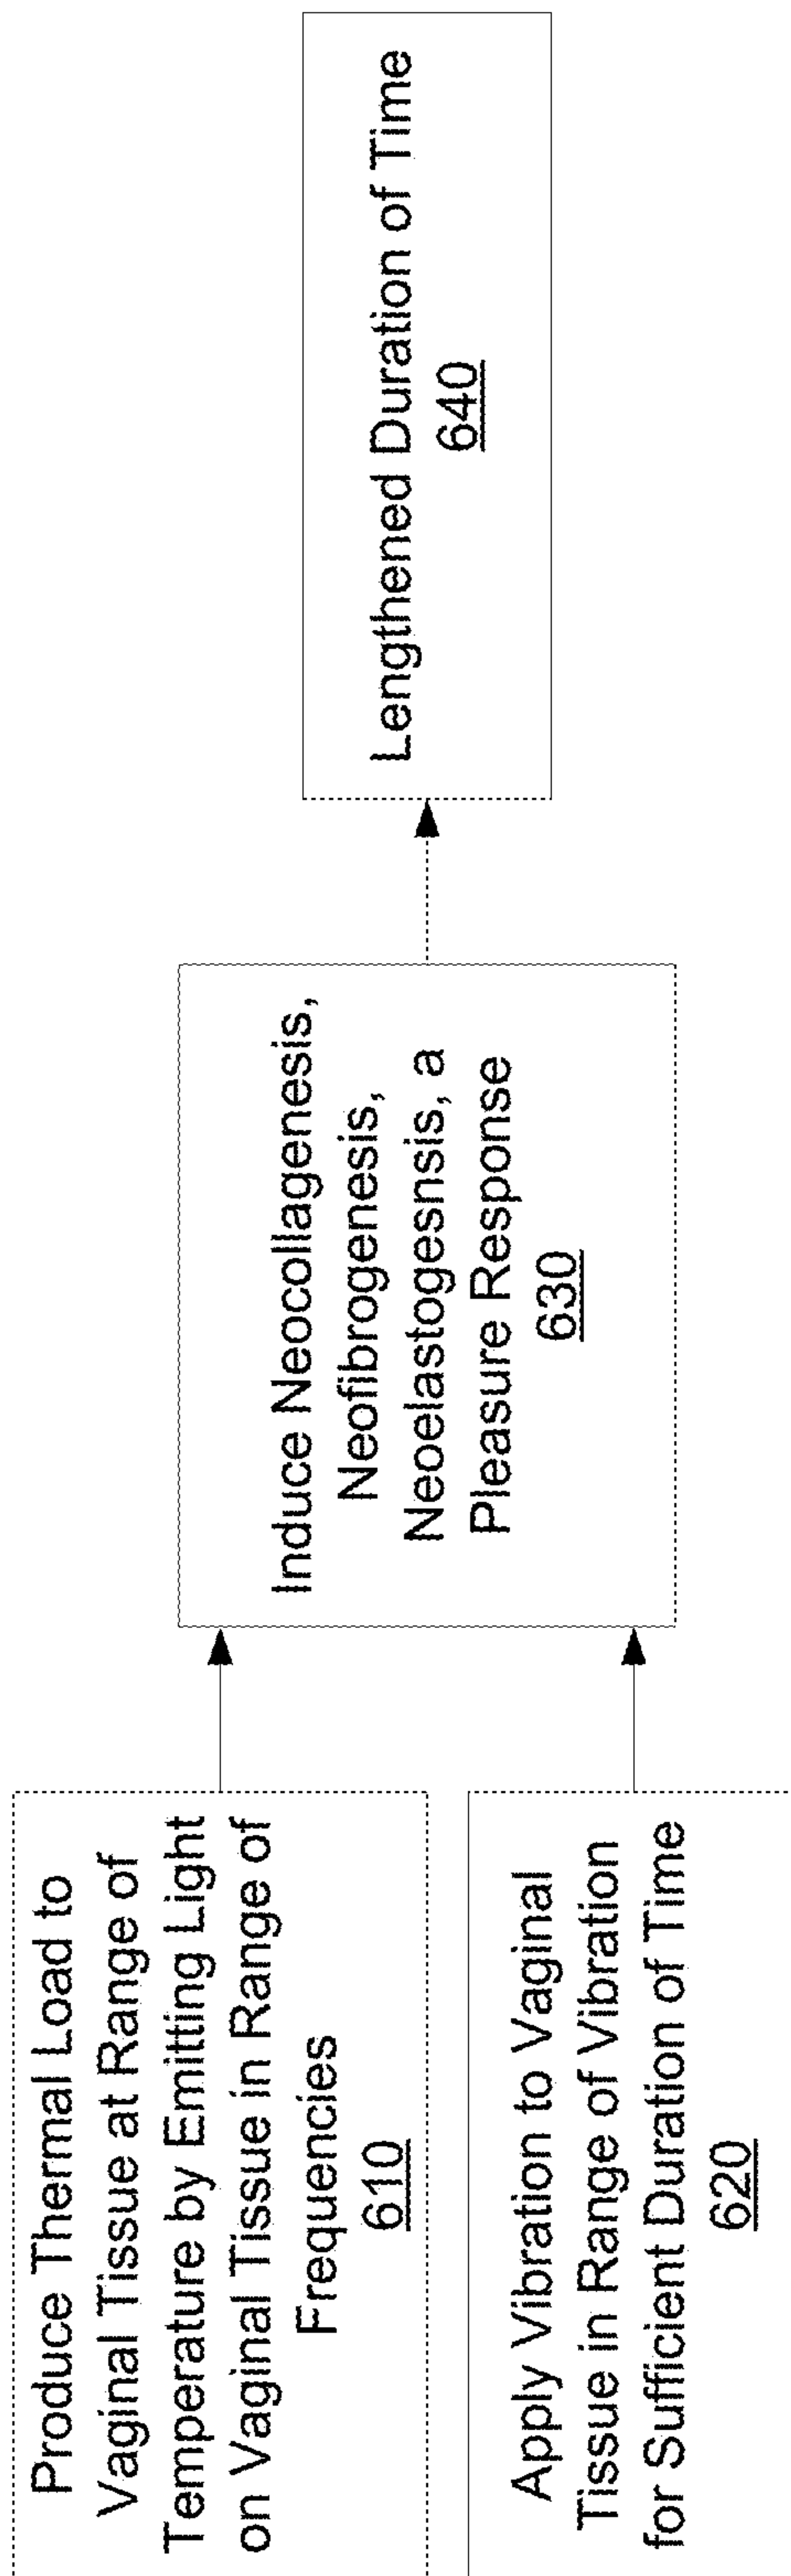 Produce Thermal Load to
Vaginal Tissue at Range of
Temperature by Emitting Light
on Vaginal Tissue in Range of
Frequencies
610
Apply Vibration to Vaginal
Tissue in Range of Vibration
for Sufficient Duration of Time
620
Induce Neocollagenesis,
Neofibrogenesis,
Neoelastogesnsis, a
Pleasure Response
630
Lengthened Duration of Time
640